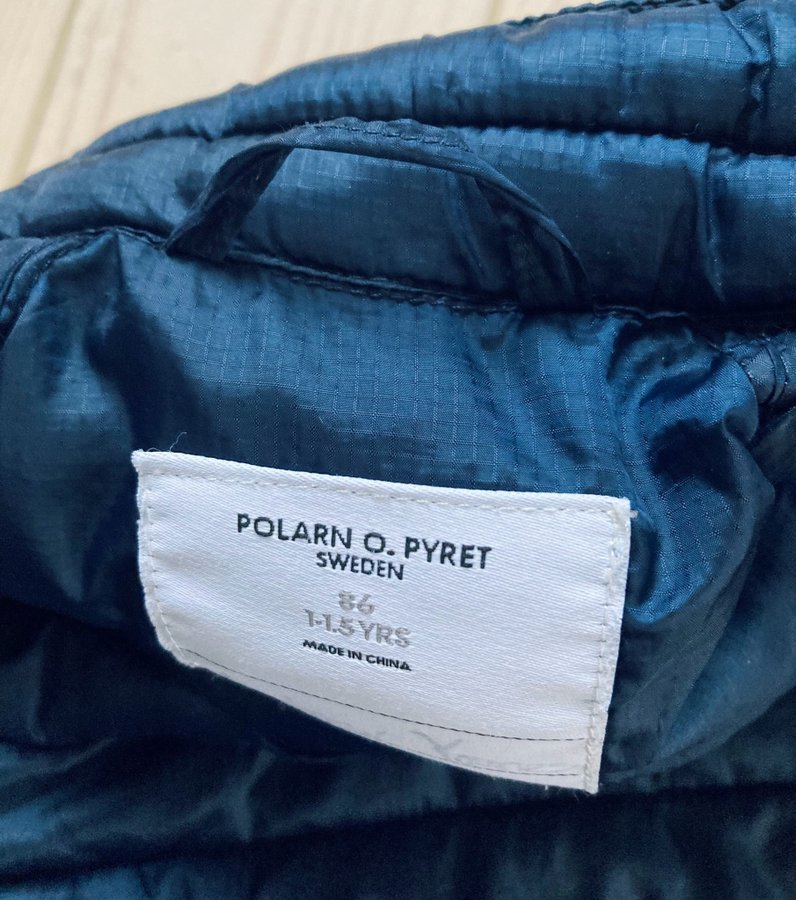 POLARN O. PYRET
SWEDEN
86
1-1.5 YRS
MADE IN CHINA